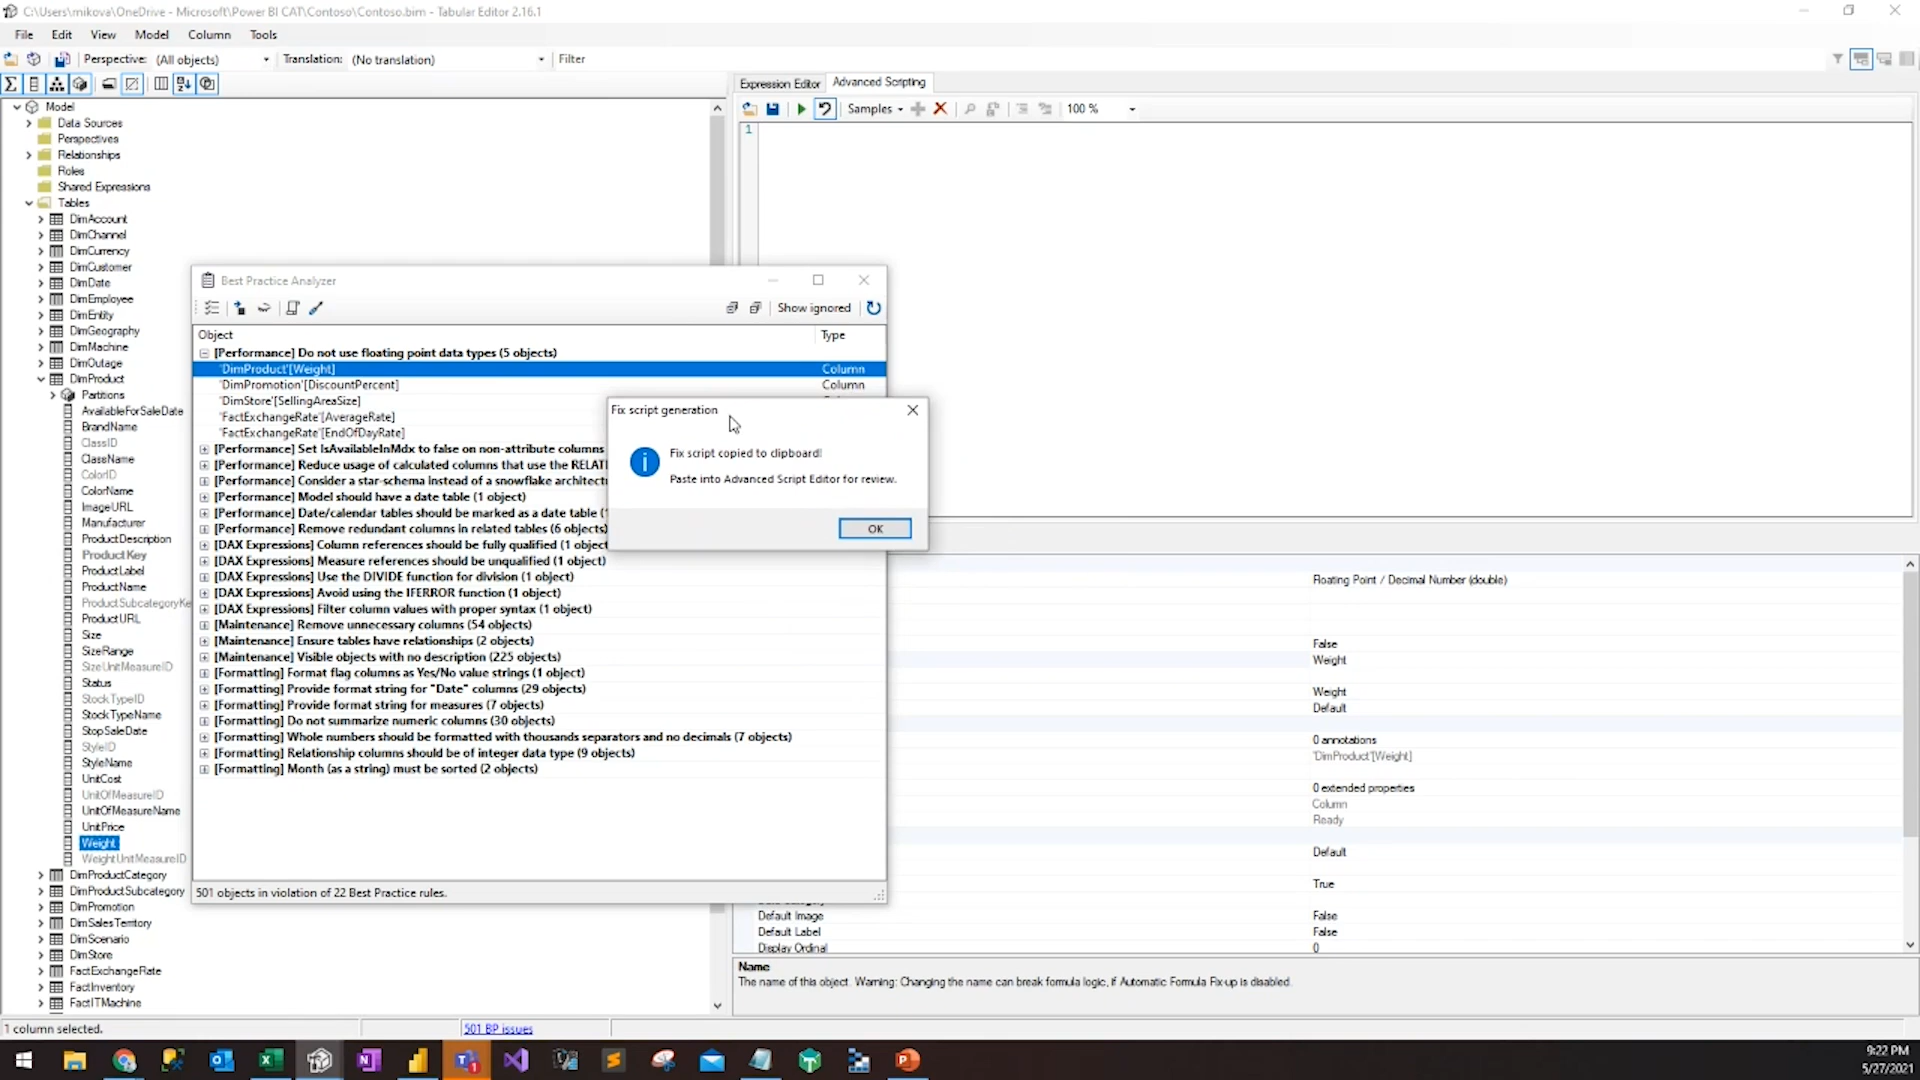 C:\Users\mikova\OneDrive - Microsoft\Power BI CAT\Contoso\Contoso.bim - Tabular Editor 2.16.1
File Edit View Model Column Tools
Perspective: (All objects) Translation: (No translation) Filter
Expression Editor Advanced Scripting
Samples 100 %
1
Model
Data Sources
Perspectives
Relationships
Roles
Shared Expressions
Tables
DimAccount
DimChannel
DimCurrency
DimCustomer
DimDate
DimEmployee
DimEntity
DimGeography
DimMachine
DimOutage
DimProduct
Partitions
AvailableForSaleDate
BrandName
ClassID
ClassName
ColorID
ColorName
ImageURL
Manufacturer
ProductDescription
ProductKey
ProductLabel
ProductName
ProductSubcategoryKe
ProductURL
Size
SizeRange
SizeUnitMeasureID
Status
StockTypeID
StockTypeName
StopSaleDate
StyleID
StyleName
UnitCost
UnitOfMeasureID
UnitOfMeasureName
UnitPrice
Weight
WeightUnitMeasureID
DimProductCategory
DimProductSubcategory
DimPromotion
DimSalesTerritory
DimScenario
DimStore
FactExchangeRate
FactInventory
FactITMachine
Best Practice Analyzer
Show ignored
Object Type
[Performance] Do not use floating point data types (5 objects)
'DimProduct'[Weight] Column
'DimPromotion'[DiscountPercent] Column
'DimStore'[SellingAreaSize]
'FactExchangeRate'[AverageRate]
'FactExchangeRate'[EndOfDayRate]
[Performance] Set IsAvailableInMdx to false on non-attribute columns
[Performance] Reduce usage of calculated columns that use the RELATI
[Performance] Consider a star-schema instead of a snowflake architectu
[Performance] Model should have a date table (1 object)
[Performance] Date/calendar tables should be marked as a date table (
[Performance] Remove redundant columns in related tables (6 objects)
[DAX Expressions] Column references should be fully qualified (1 object
[DAX Expressions] Measure references should be unqualified (1 object)
[DAX Expressions] Use the DIVIDE function for division (1 object)
[DAX Expressions] Avoid using the IFERROR function (1 object)
[DAX Expressions] Filter column values with proper syntax (1 object)
[Maintenance] Remove unnecessary columns (54 objects)
[Maintenance] Ensure tables have relationships (2 objects)
[Maintenance] Visible objects with no description (225 objects)
[Formatting] Format flag columns as Yes/No value strings (1 object)
[Formatting] Provide format string for "Date" columns (29 objects)
[Formatting] Provide format string for measures (7 objects)
[Formatting] Do not summarize numeric columns (30 objects)
[Formatting] Whole numbers should be formatted with thousands separators and no decimals (7 objects)
[Formatting] Relationship columns should be of integer data type (9 objects)
[Formatting] Month (as a string) must be sorted (2 objects)
501 objects in violation of 22 Best Practice rules.
Fix script generation
Fix script copied to clipboard!
Paste into Advanced Script Editor for review.
OK
Floating Point / Decimal Number (double)
False
Weight
Weight
Default
0 annotations
'DimProduct'[Weight]
0 extended properties
Column
Ready
Default
True
Default Image False
Default Label False
Display Ordinal 0
Name
The name of this object. Warning: Changing the name can break formula logic, if Automatic Formula Fix-up is disabled.
1 column selected. 501 BP issues
9:22 PM
5/27/2021